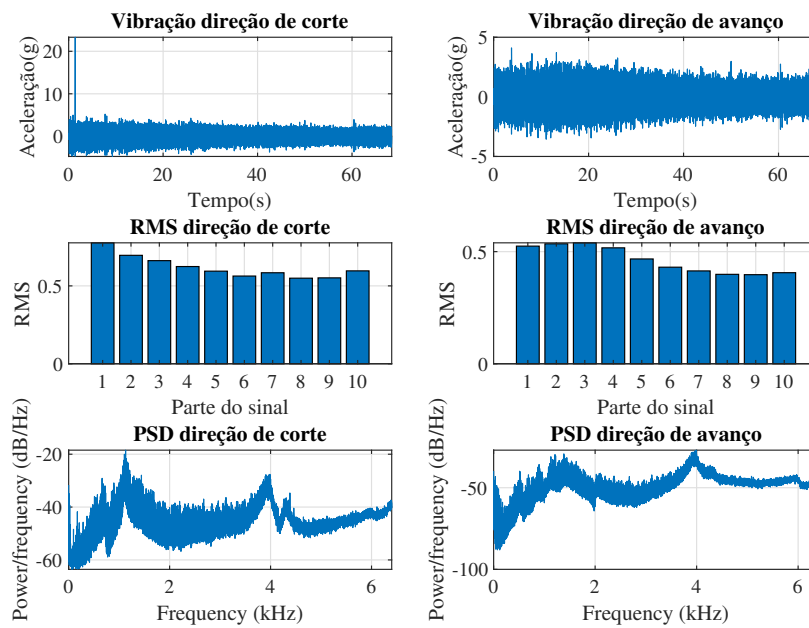 Vibração direção de corte
Aceleração(g)
20
15
10
5
0
0 20 40 60
Tempo(s)
Vibração direção de avanço
Aceleração(g)
5
0
-5
0 20 40 60
Tempo(s)
RMS direção de corte
RMS
0.5
0
1 2 3 4 5 6 7 8 9 10
Parte do sinal
RMS direção de avanço
RMS
0.5
0
1 2 3 4 5 6 7 8 9 10
Parte do sinal
PSD direção de corte
Power/frequency (dB/Hz)
-20
-40
-60
0 2 4 6
Frequency (kHz)
PSD direção de avanço
Power/frequency (dB/Hz)
-50
-100
0 2 4 6
Frequency (kHz)